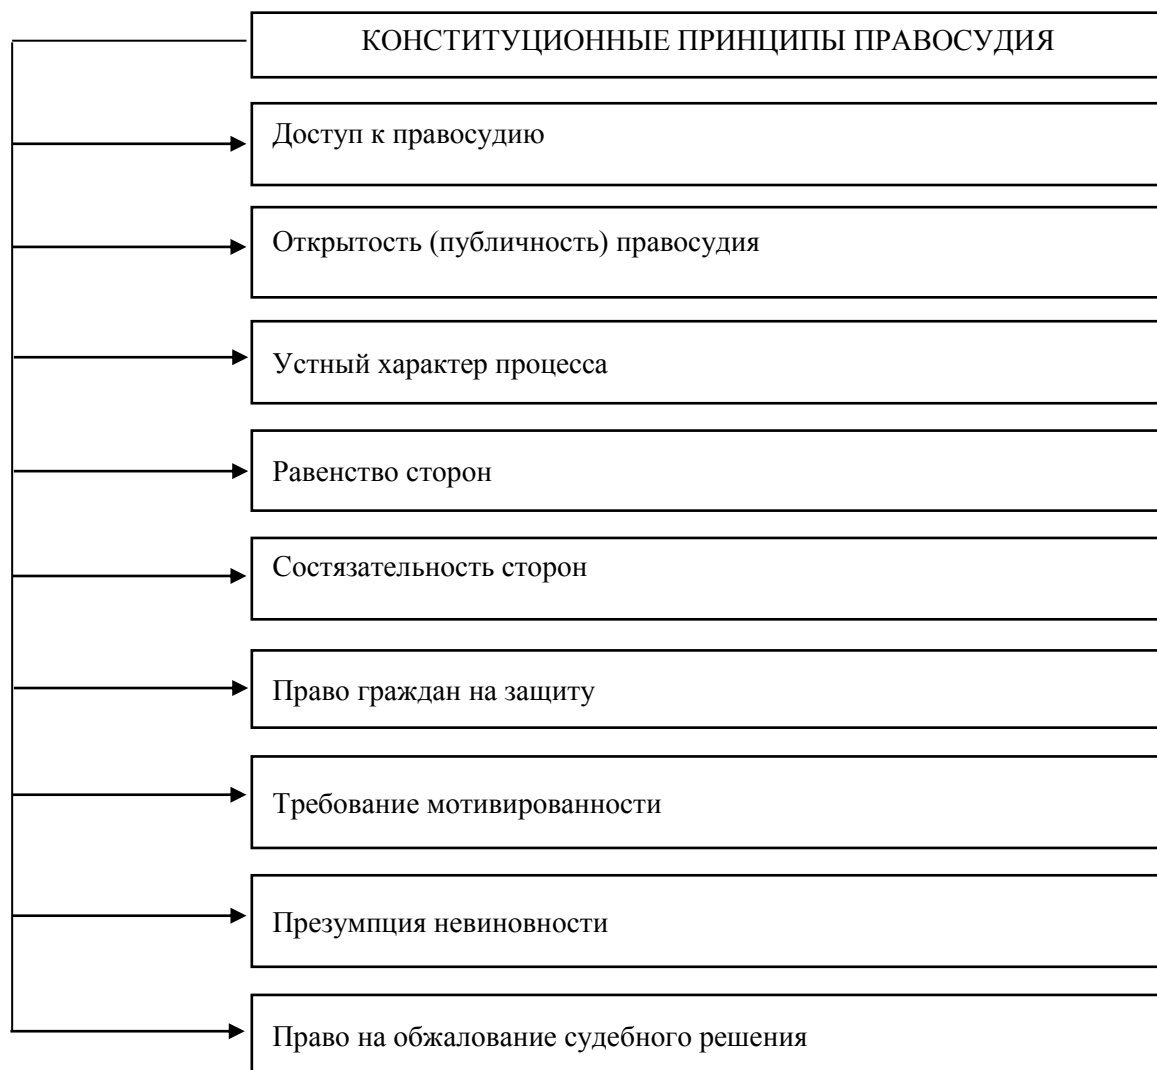 КОНСТИТУЦИОННЫЕ ПРИНЦИПЫ ПРАВОСУДИЯ
Доступ к правосудию
Открытость (публичность) правосудия
Устный характер процесса
Равенство сторон
Состязательность сторон
Право граждан на защиту
Требование мотивированности
Презумпция невиновности
Право на обжалование судебного решения